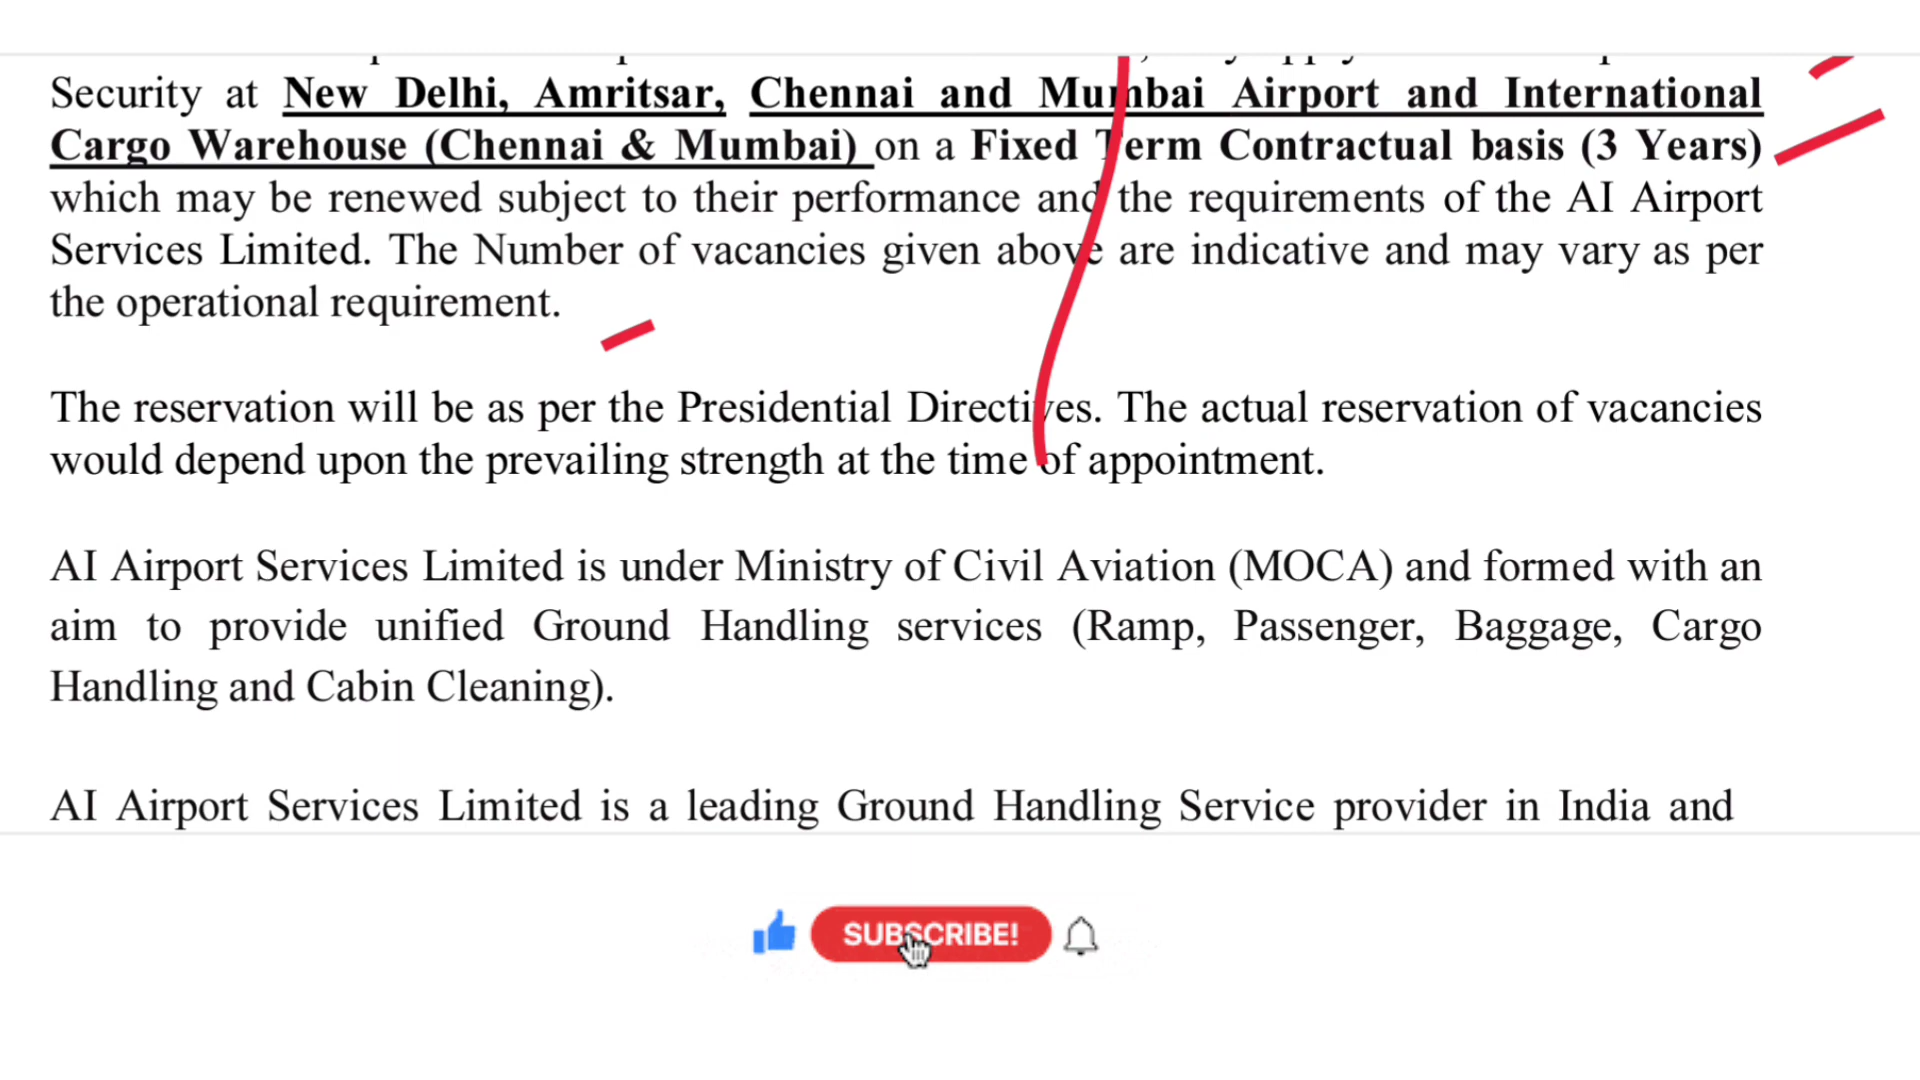 Security at New Delhi, Amritsar, Chennai and Mumbai Airport and International
Cargo Warehouse (Chennai & Mumbai) on a Fixed Term Contractual basis (3 Years)
which may be renewed subject to their performance and the requirements of the AI Airport
Services Limited. The Number of vacancies given above are indicative and may vary as per
the operational requirement.
The reservation will be as per the Presidential Directives. The actual reservation of vacancies
would depend upon the prevailing strength at the time of appointment.
AI Airport Services Limited is under Ministry of Civil Aviation (MOCA) and formed with an
aim to provide unified Ground Handling services (Ramp, Passenger, Baggage, Cargo
Handling and Cabin Cleaning).
AI Airport Services Limited is a leading Ground Handling Service provider in India and
SUBSCRIBE!